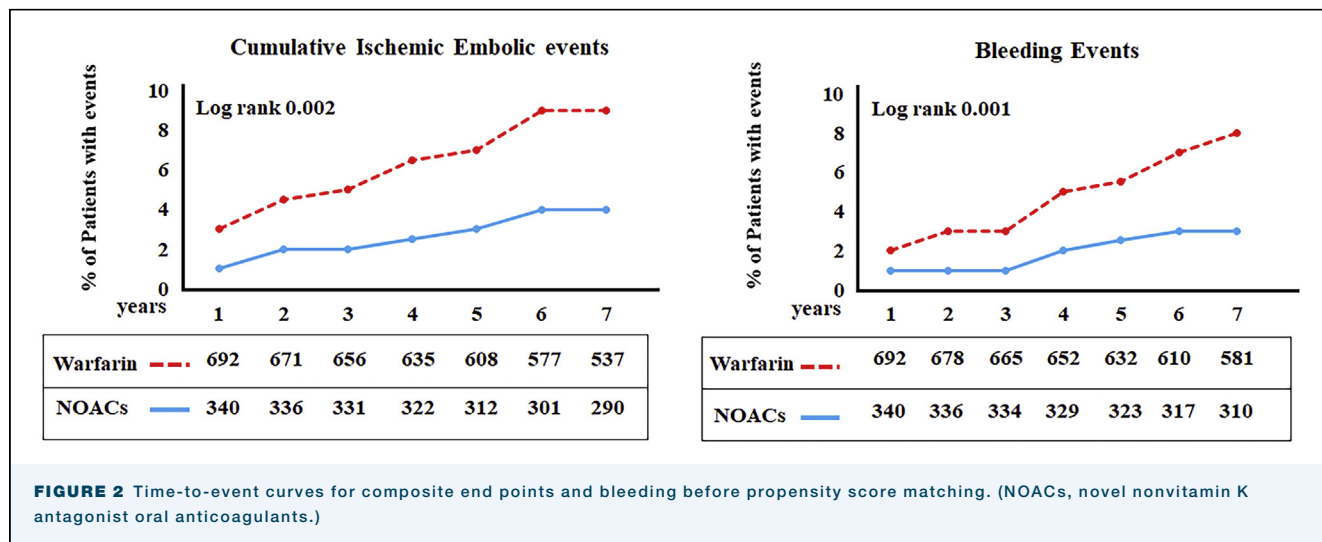 Cumulative Ischemic Embolic events
% of Patients with events
10
Log rank 0.002
8
6
4
2
0
years 1 2 3 4 5 6 7
Warfarin 692 671 656 635 608 577 537
NOACs 340 336 331 322 312 301 290
Bleeding Events
% of Patients with events
10
Log rank 0.001
8
6
4
2
0
years 1 2 3 4 5 6 7
Warfarin 692 678 665 652 632 610 581
NOACs 340 336 334 329 323 317 310
FIGURE 2 Time-to-event curves for composite end points and bleeding before propensity score matching. (NOACs, novel nonvitamin K
antagonist oral anticoagulants.)